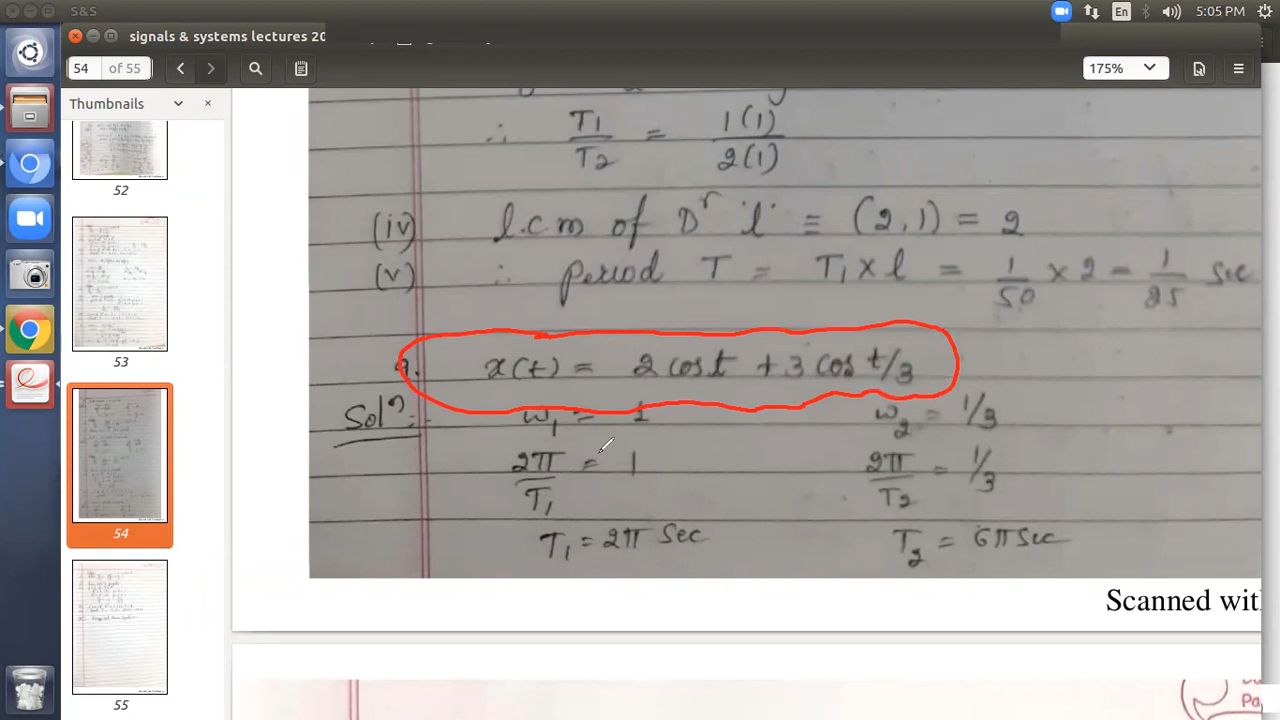 S&S
En
5:05 PM
signals & systems lectures 20
54 of 55
175%
Thumbnails
52
53
54
55
∴ T1/T2 = 1(1)/2(1)
(iv) l.c.m of Dr 'l' = (2,1) = 2
(v) ∴ period T = T1 x l = 1/50 x 2 = 1/25 sec
9. x(t) = 2 cos t + 3 cos t/3
Soln:- ω1 = 1 ω2 = 1/3
2π/T1 = 1 2π/T2 = 1/3
T1 = 2π Sec T2 = 6π Sec
Scanned wit
Pa